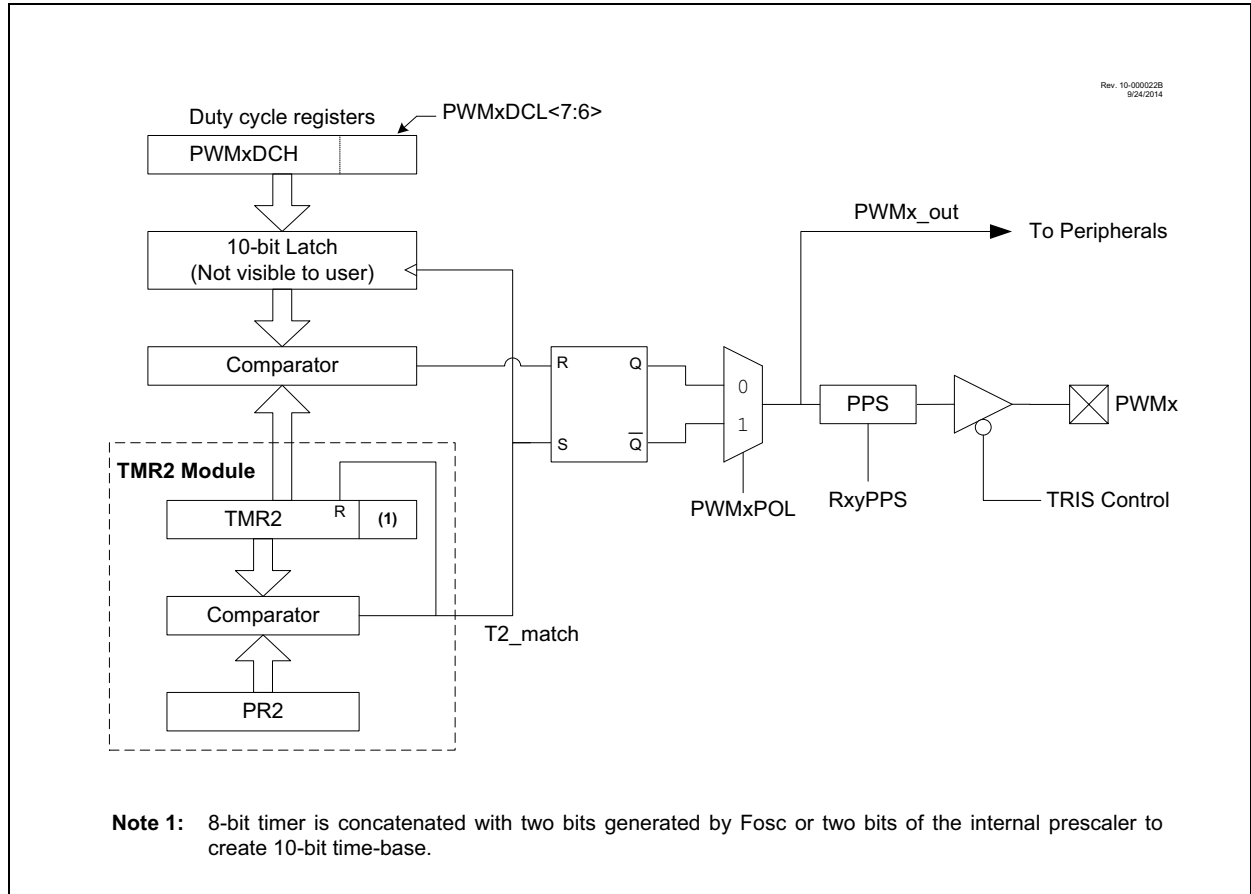 Rev. 10-000022B
9/24/2014
Duty cycle registers
PWMxDCL<7:6>
PWMxDCH
10-bit Latch
(Not visible to user)
Comparator
PWMx_out
To Peripherals
R
Q
S
Q̅
0
1
PPS
PWMx
PWMxPOL
RxyPPS
TRIS Control
TMR2 Module
TMR2
R
(1)
Comparator
T2_match
PR2
Note 1: 8-bit timer is concatenated with two bits generated by Fosc or two bits of the internal prescaler to
create 10-bit time-base.